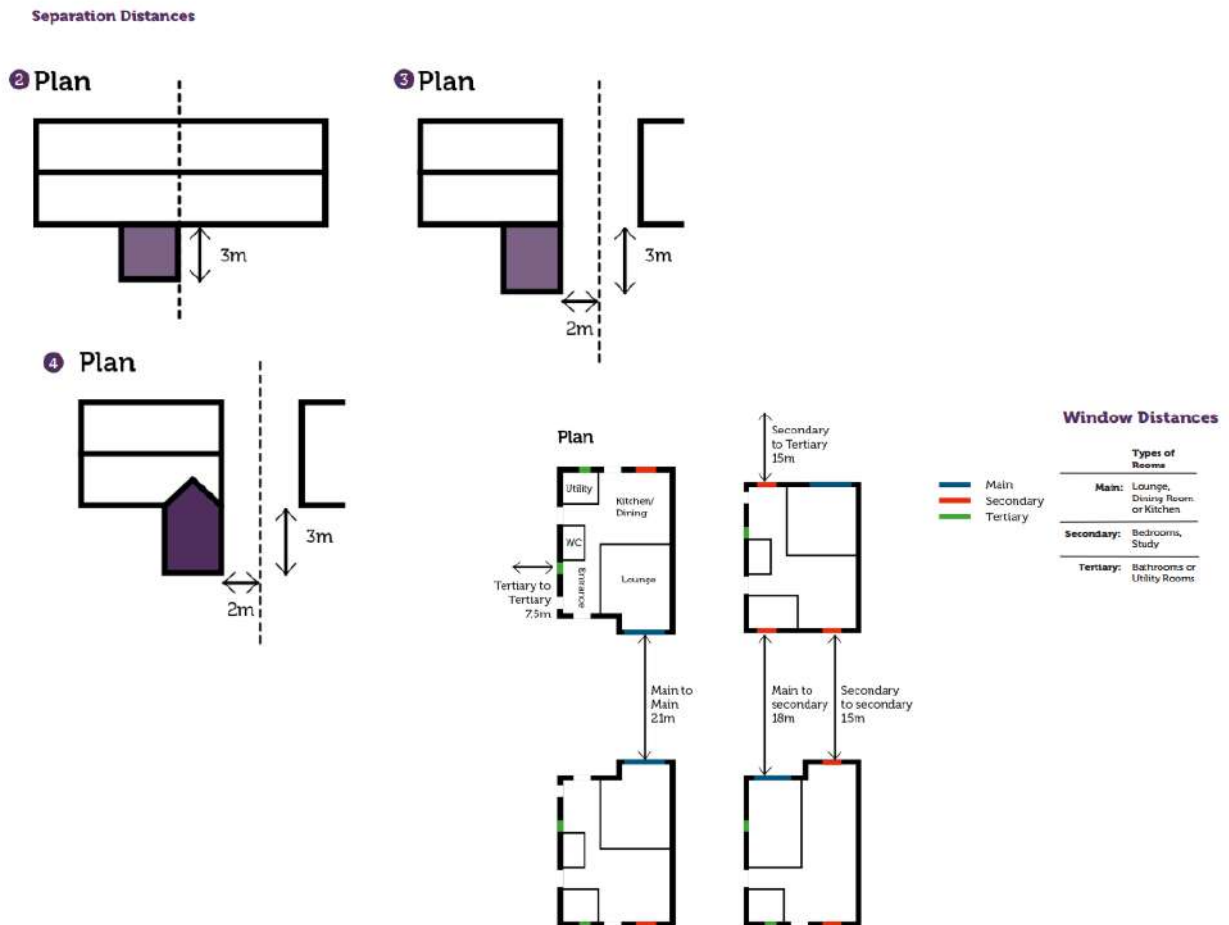 Separation Distances
2 Plan
3m
3 Plan
3m
2m
4 Plan
3m
2m
Plan
Utility
Kitchen/
Dining
WC
Entrance
Lounge
Tertiary to
Tertiary
7.5m
Main to
Main
21m
Secondary
to Tertiary
15m
Main to
secondary
18m
Secondary
to secondary
15m
Main
Secondary
Tertiary
Window Distances
Types of
Rooms
Main: Lounge,
Dining Room
or Kitchen
Secondary: Bedrooms,
Study
Tertiary: Bathrooms or
Utility Rooms